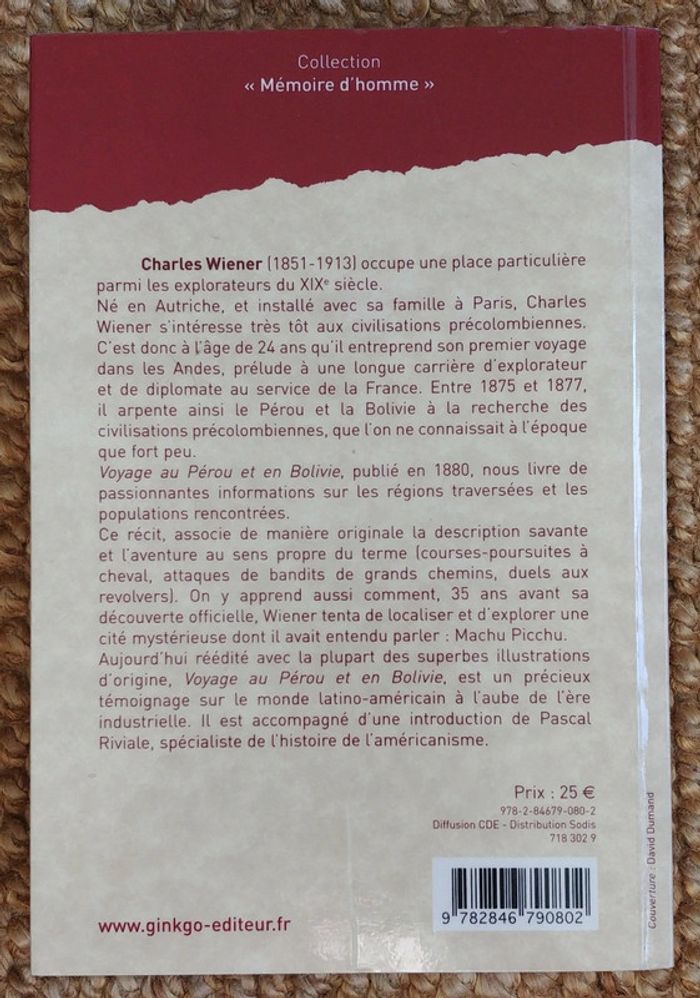 Collection
« Mémoire d'homme »
Charles Wiener (1851-1913) occupe une place particulière
parmi les explorateurs du XIXe siècle.
Né en Autriche, et installé avec sa famille à Paris, Charles
Wiener s'intéresse très tôt aux civilisations précolombiennes.
C'est donc à l'âge de 24 ans qu'il entreprend son premier voyage
dans les Andes, prélude à une longue carrière d'explorateur
et de diplomate au service de la France. Entre 1875 et 1877,
il arpente ainsi le Pérou et la Bolivie à la recherche des
civilisations précolombiennes, que l'on ne connaissait à l'époque
que fort peu.
Voyage au Pérou et en Bolivie, publié en 1880, nous livre de
passionnantes informations sur les régions traversées et les
populations rencontrées.
Ce récit, associe de manière originale la description savante
et l'aventure au sens propre du terme (courses-poursuites à
cheval, attaques de bandits de grands chemins, duels aux
revolvers). On y apprend aussi comment, 35 ans avant sa
découverte officielle, Wiener tenta de localiser et d'explorer une
cité mystérieuse dont il avait entendu parler : Machu Picchu.
Aujourd'hui réédité avec la plupart des superbes illustrations
d'origine, Voyage au Pérou et en Bolivie, est un précieux
témoignage sur le monde latino-américain à l'aube de l'ère
industrielle. Il est accompagné d'une introduction de Pascal
Riviale, spécialiste de l'histoire de l'américanisme.
Prix : 25 €
978-2-84679-080-2
Diffusion CDE - Distribution Sodis
718 302 9
9 782846 790802
www.ginkgo-editeur.fr
Couverture : David Dumand